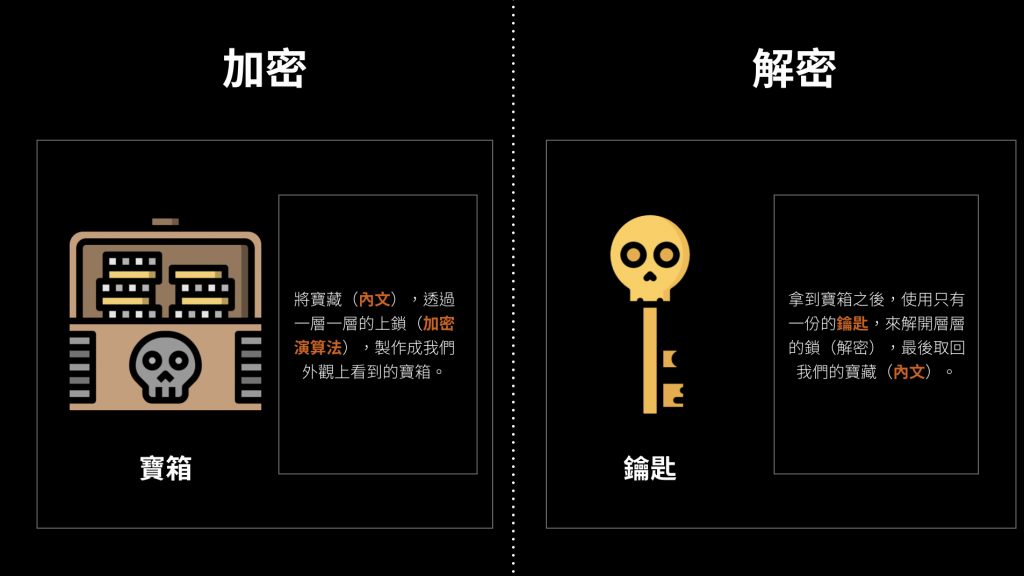 加密
將寶藏（內文），透過
一層一層的上鎖（加密
演算法），製作成我們
外觀上看到的寶箱。
寶箱
解密
拿到寶箱之後，使用只有
一份的鑰匙，來解開層層
的鎖（解密），最後取回
我們的寶藏（內文）。
鑰匙